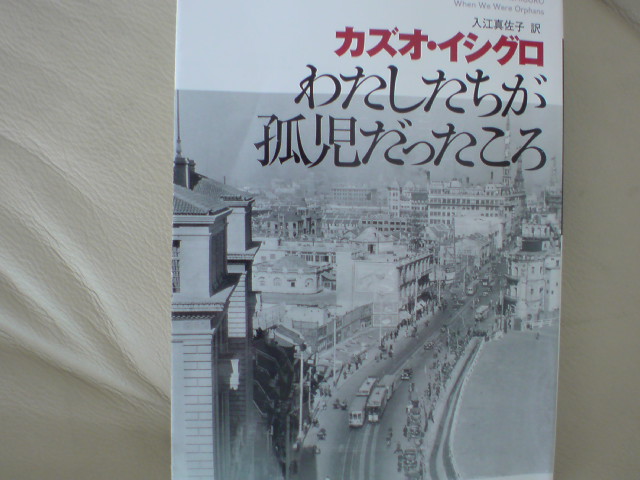 When We Were Orphans
入江真佐子 訳
カズオ・イシグロ
わたしたちが
孤児だったころ